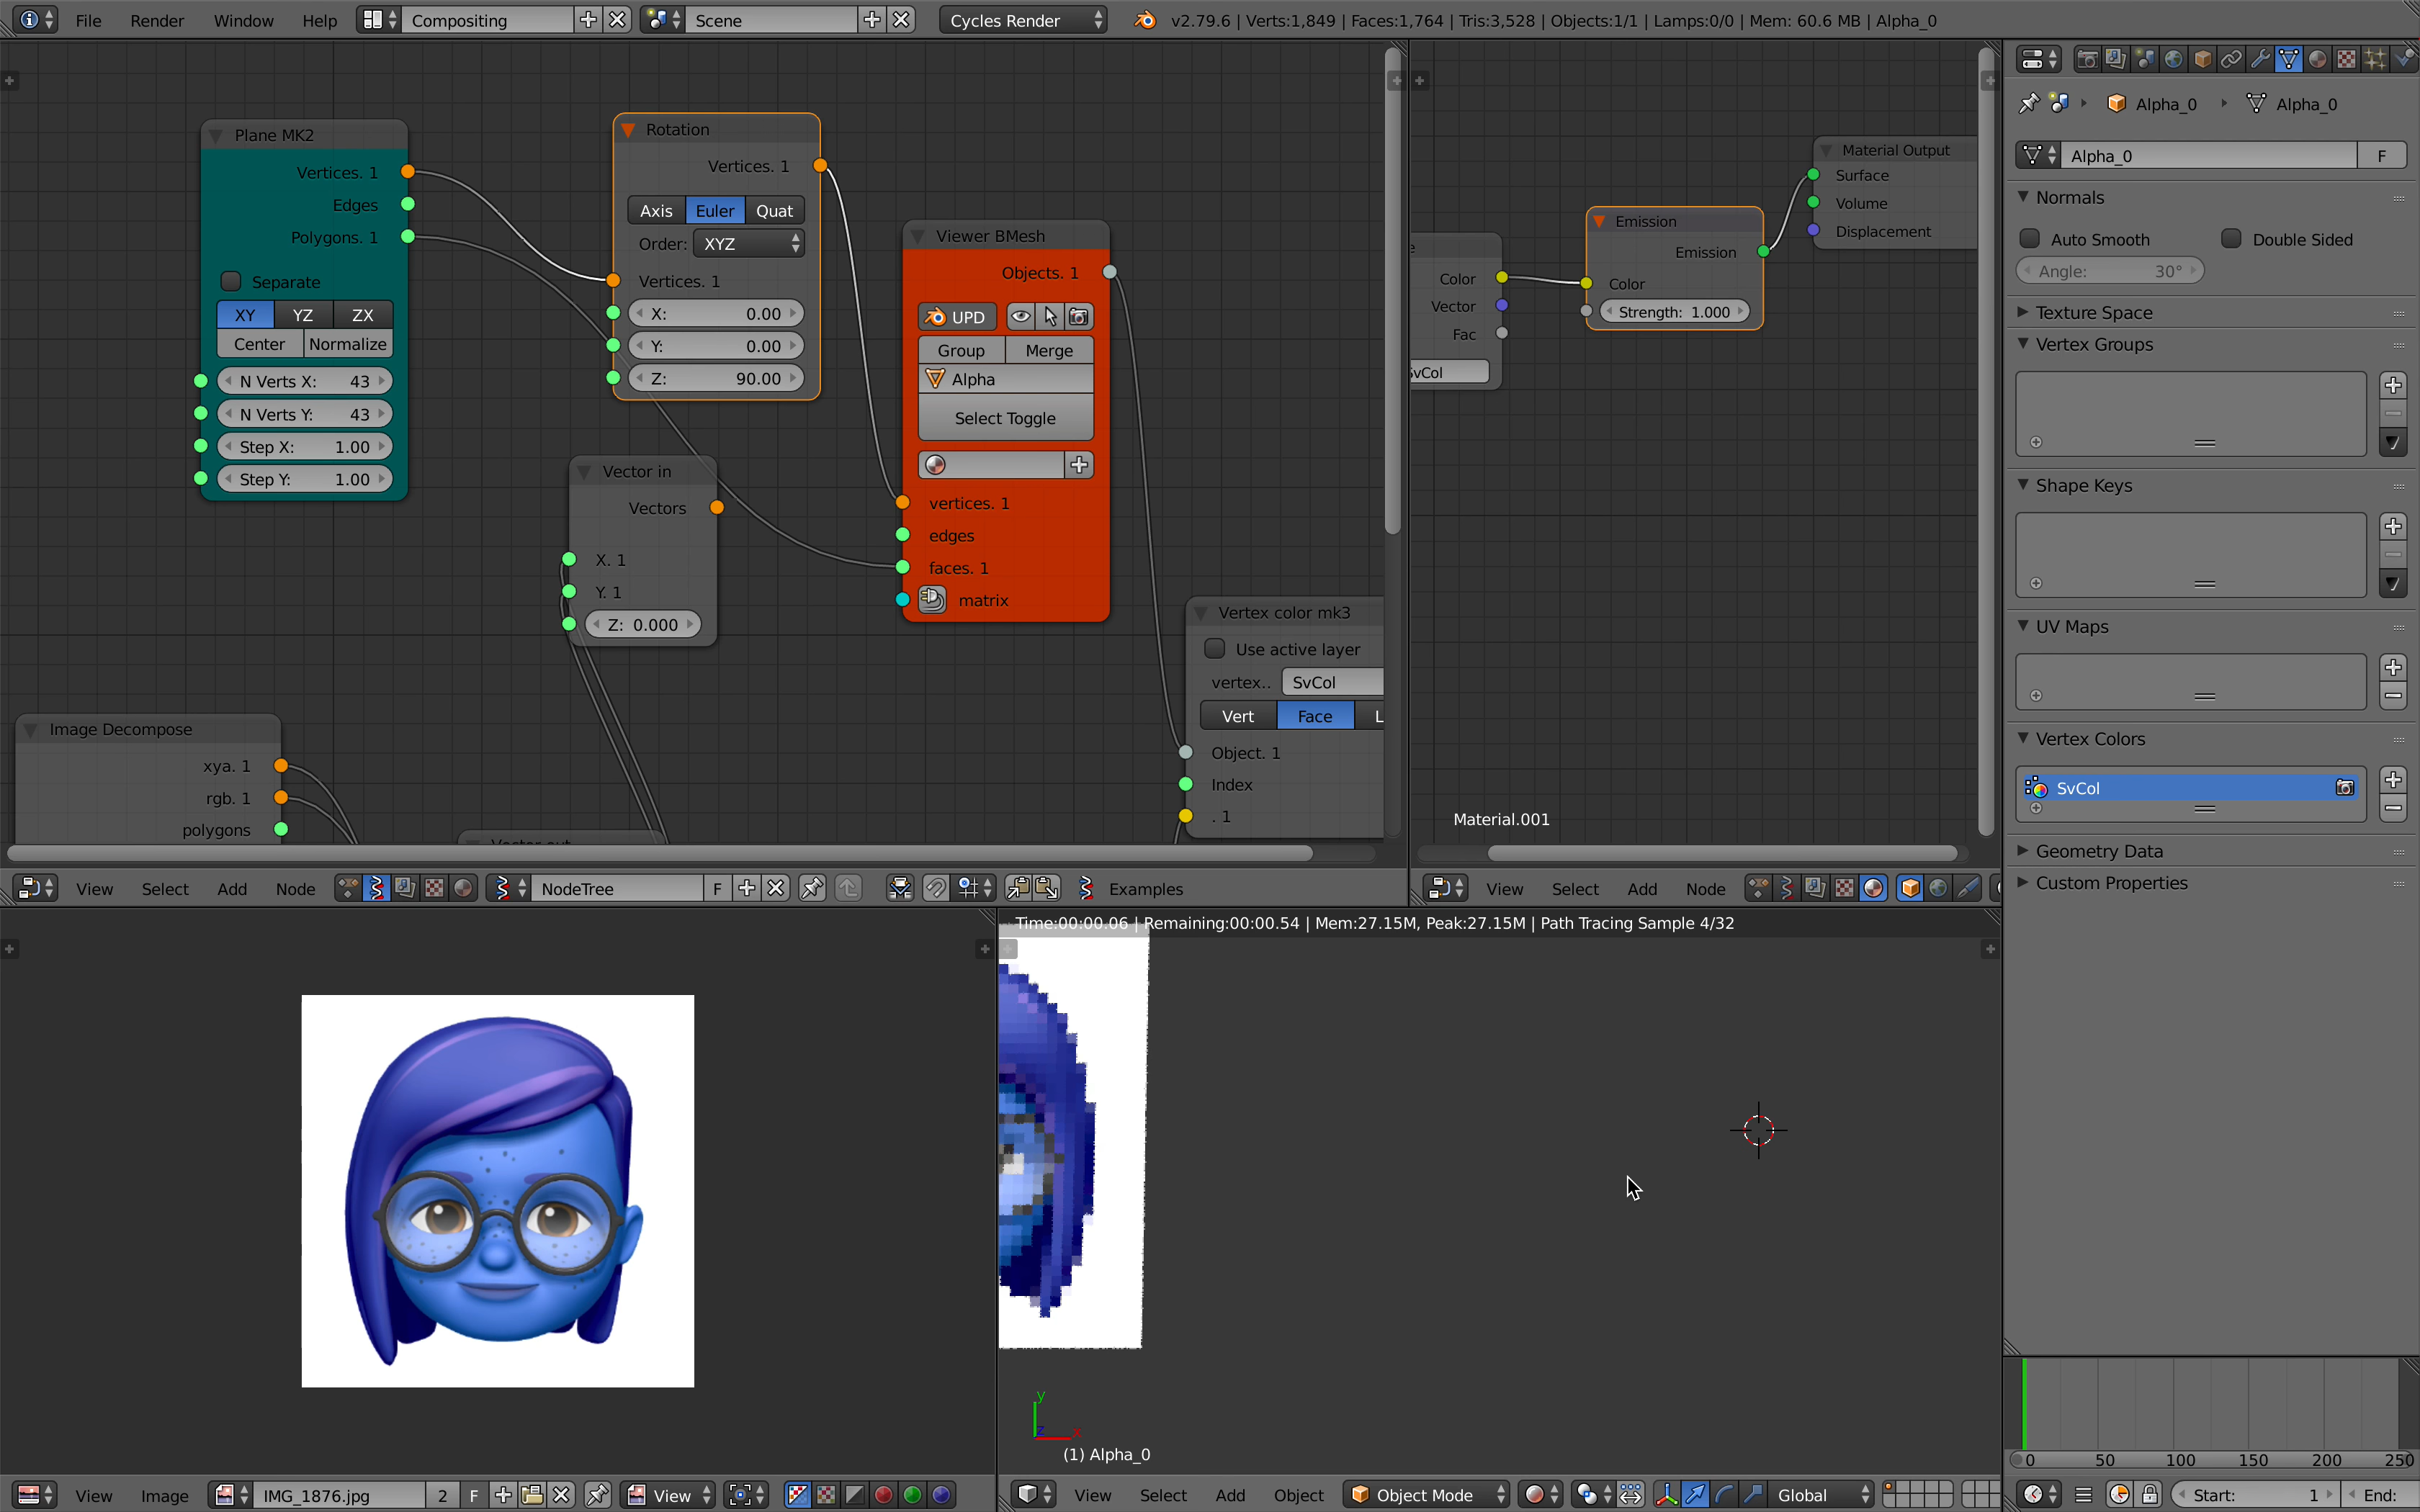 File Render Window Help Compositing Scene Cycles Render v2.79.6 | Verts:1,849 | Faces:1,764 | Tris:3,528 | Objects:1/1 | Lamps:0/0 | Mem: 60.6 MB | Alpha_0
Plane MK2
Vertices. 1
Edges
Polygons. 1
Separate
XY YZ ZX
Center Normalize
N Verts X: 43
N Verts Y: 43
Step X: 1.00
Step Y: 1.00
Rotation
Vertices. 1
Axis Euler Quat
Order: XYZ
Vertices. 1
X: 0.00
Y: 0.00
Z: 90.00
Vector in
Vectors
X. 1
Y. 1
Z: 0.000
Viewer BMesh
Objects. 1
UPD
Group Merge
Alpha
Select Toggle
vertices. 1
edges
faces. 1
matrix
Vertex color mk3
Use active layer
vertex.. SvCol
Vert Face L
Object. 1
Index
. 1
Image Decompose
xya. 1
rgb. 1
polygons
View Select Add Node NodeTree F Examples
Color
Vector
Fac
SvCol
Emission
Emission
Color
Strength: 1.000
Material Output
Surface
Volume
Displacement
Material.001
View Select Add Node
Alpha_0 Alpha_0
Alpha_0 F
Normals
Auto Smooth Double Sided
Angle: 30°
Texture Space
Vertex Groups
Shape Keys
UV Maps
Vertex Colors
SvCol
Geometry Data
Custom Properties
Time:00:00.06 | Remaining:00:00.54 | Mem:27.15M, Peak:27.15M | Path Tracing Sample 4/32
y
z x
(1) Alpha_0
View Image IMG_1876.jpg 2 F View
View Select Add Object Object Mode Global
0 50 100 150 200 250
Start: 1 End: